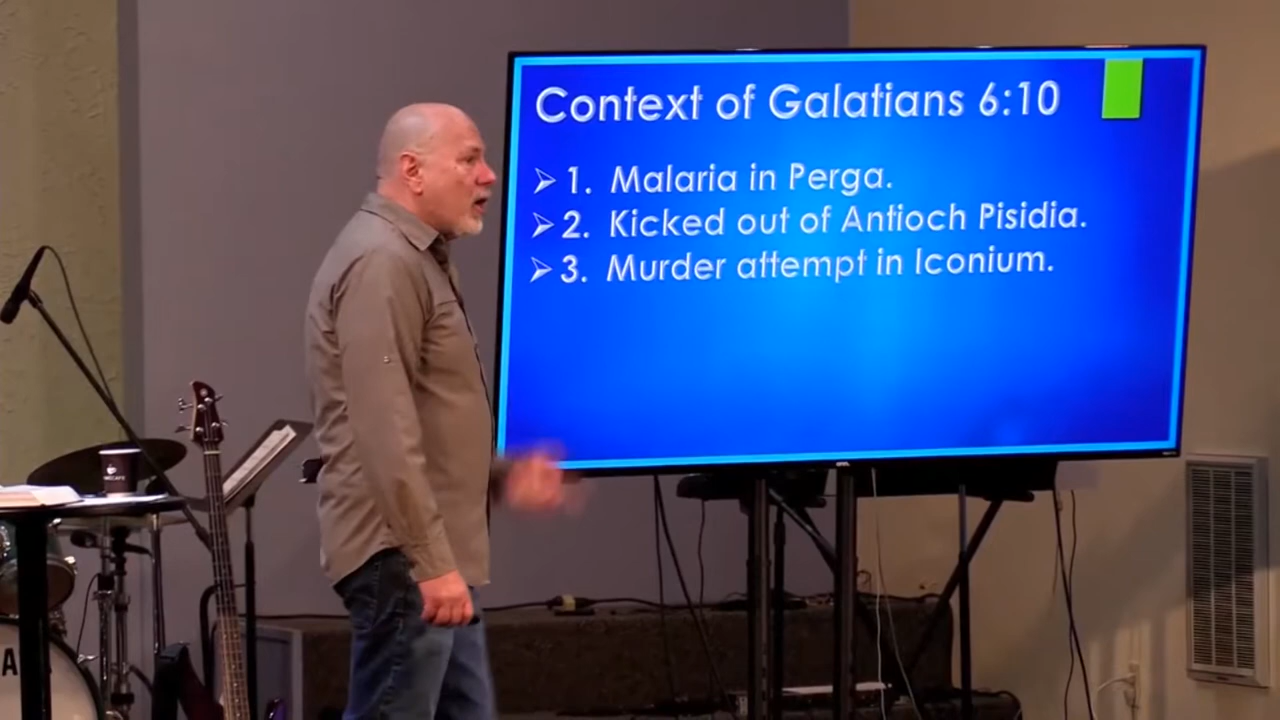 Context of Galatians 6:10
➢ 1. Malaria in Perga.
➢ 2. Kicked out of Antioch Pisidia.
➢ 3. Murder attempt in Iconium.